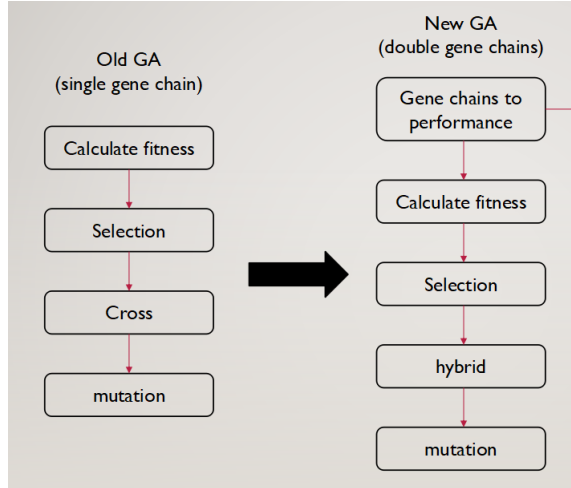 Old GA
(single gene chain)
Calculate fitness
Selection
Cross
mutation
New GA
(double gene chains)
Gene chains to
performance
Calculate fitness
Selection
hybrid
mutation